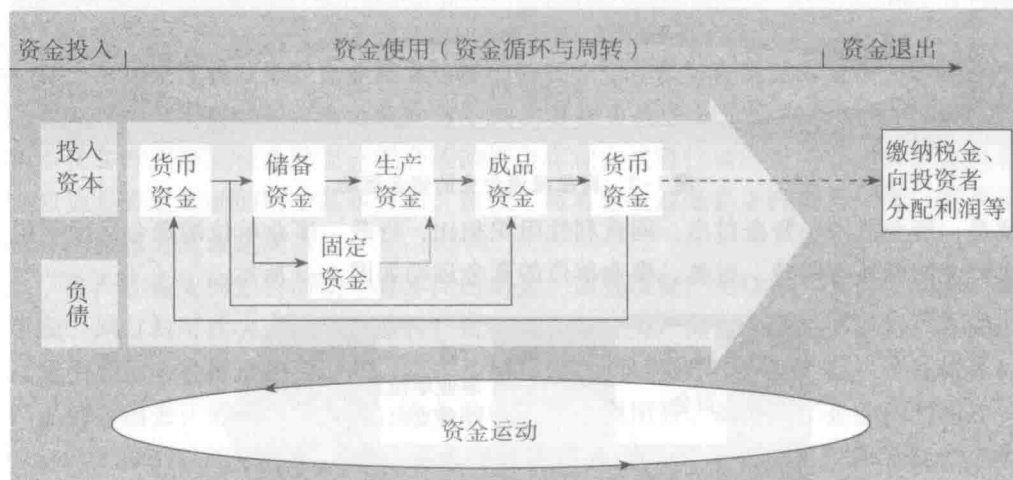 资金投入
资金使用（资金循环与周转）
资金退出
投入
资本
货币
资金
储备
资金
生产
资金
成品
资金
货币
资金
缴纳税金、
向投资者
分配利润等
固定
资金
负
债
资金运动